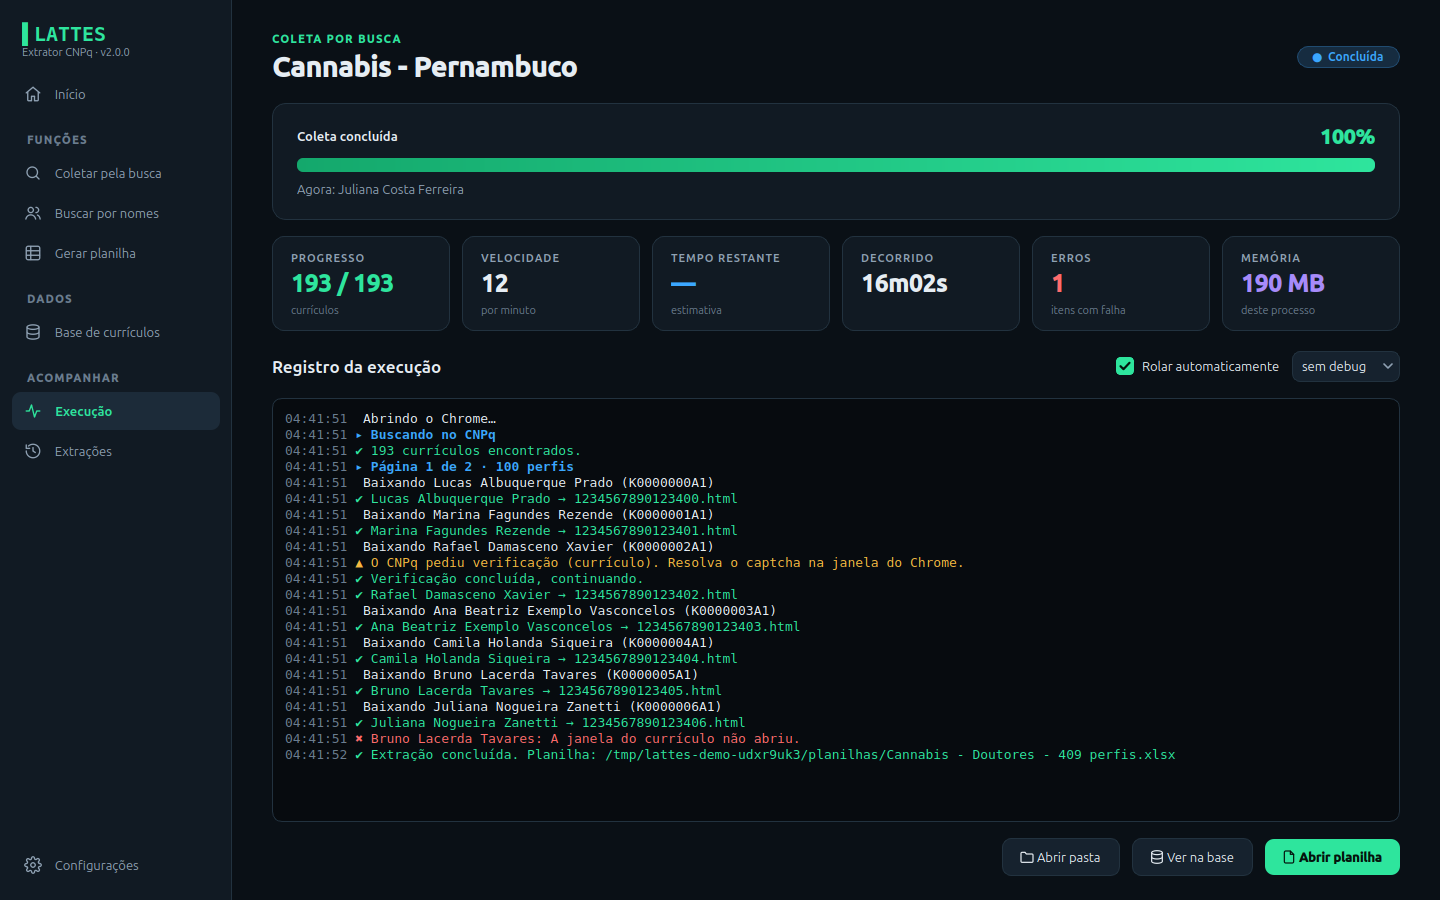 LATTES
Extrator CNPq · v2.0.0
Início
FUNÇÕES
Coletar pela busca
Buscar por nomes
Gerar planilha
DADOS
Base de currículos
ACOMPANHAR
Execução
Extrações
Configurações
COLETA POR BUSCA
Cannabis - Pernambuco
Concluída
Coleta concluída
100%
Agora: Juliana Costa Ferreira
PROGRESSO
193 / 193
currículos
VELOCIDADE
12
por minuto
TEMPO RESTANTE
—
estimativa
DECORRIDO
16m02s
ERROS
1
itens com falha
MEMÓRIA
190 MB
deste processo
Registro da execução
Rolar automaticamente
sem debug
04:41:51 Abrindo o Chrome…
04:41:51 ▸ Buscando no CNPq
04:41:51 ✔ 193 currículos encontrados.
04:41:51 ▸ Página 1 de 2 · 100 perfis
04:41:51 Baixando Lucas Albuquerque Prado (K0000000A1)
04:41:51 ✔ Lucas Albuquerque Prado → 1234567890123400.html
04:41:51 Baixando Marina Fagundes Rezende (K0000001A1)
04:41:51 ✔ Marina Fagundes Rezende → 1234567890123401.html
04:41:51 Baixando Rafael Damasceno Xavier (K0000002A1)
04:41:51 ▲ O CNPq pediu verificação (currículo). Resolva o captcha na janela do Chrome.
04:41:51 ✔ Verificação concluída, continuando.
04:41:51 ✔ Rafael Damasceno Xavier → 1234567890123402.html
04:41:51 Baixando Ana Beatriz Exemplo Vasconcelos (K0000003A1)
04:41:51 ✔ Ana Beatriz Exemplo Vasconcelos → 1234567890123403.html
04:41:51 Baixando Camila Holanda Siqueira (K0000004A1)
04:41:51 ✔ Camila Holanda Siqueira → 1234567890123404.html
04:41:51 Baixando Bruno Lacerda Tavares (K0000005A1)
04:41:51 ✔ Bruno Lacerda Tavares → 1234567890123405.html
04:41:51 Baixando Juliana Nogueira Zanetti (K0000006A1)
04:41:51 ✔ Juliana Nogueira Zanetti → 1234567890123406.html
04:41:51 ✖ Bruno Lacerda Tavares: A janela do currículo não abriu.
04:41:52 ✔ Extração concluída. Planilha: /tmp/lattes-demo-udxr9uk3/planilhas/Cannabis - Doutores - 409 perfis.xlsx
Abrir pasta
Ver na base
Abrir planilha